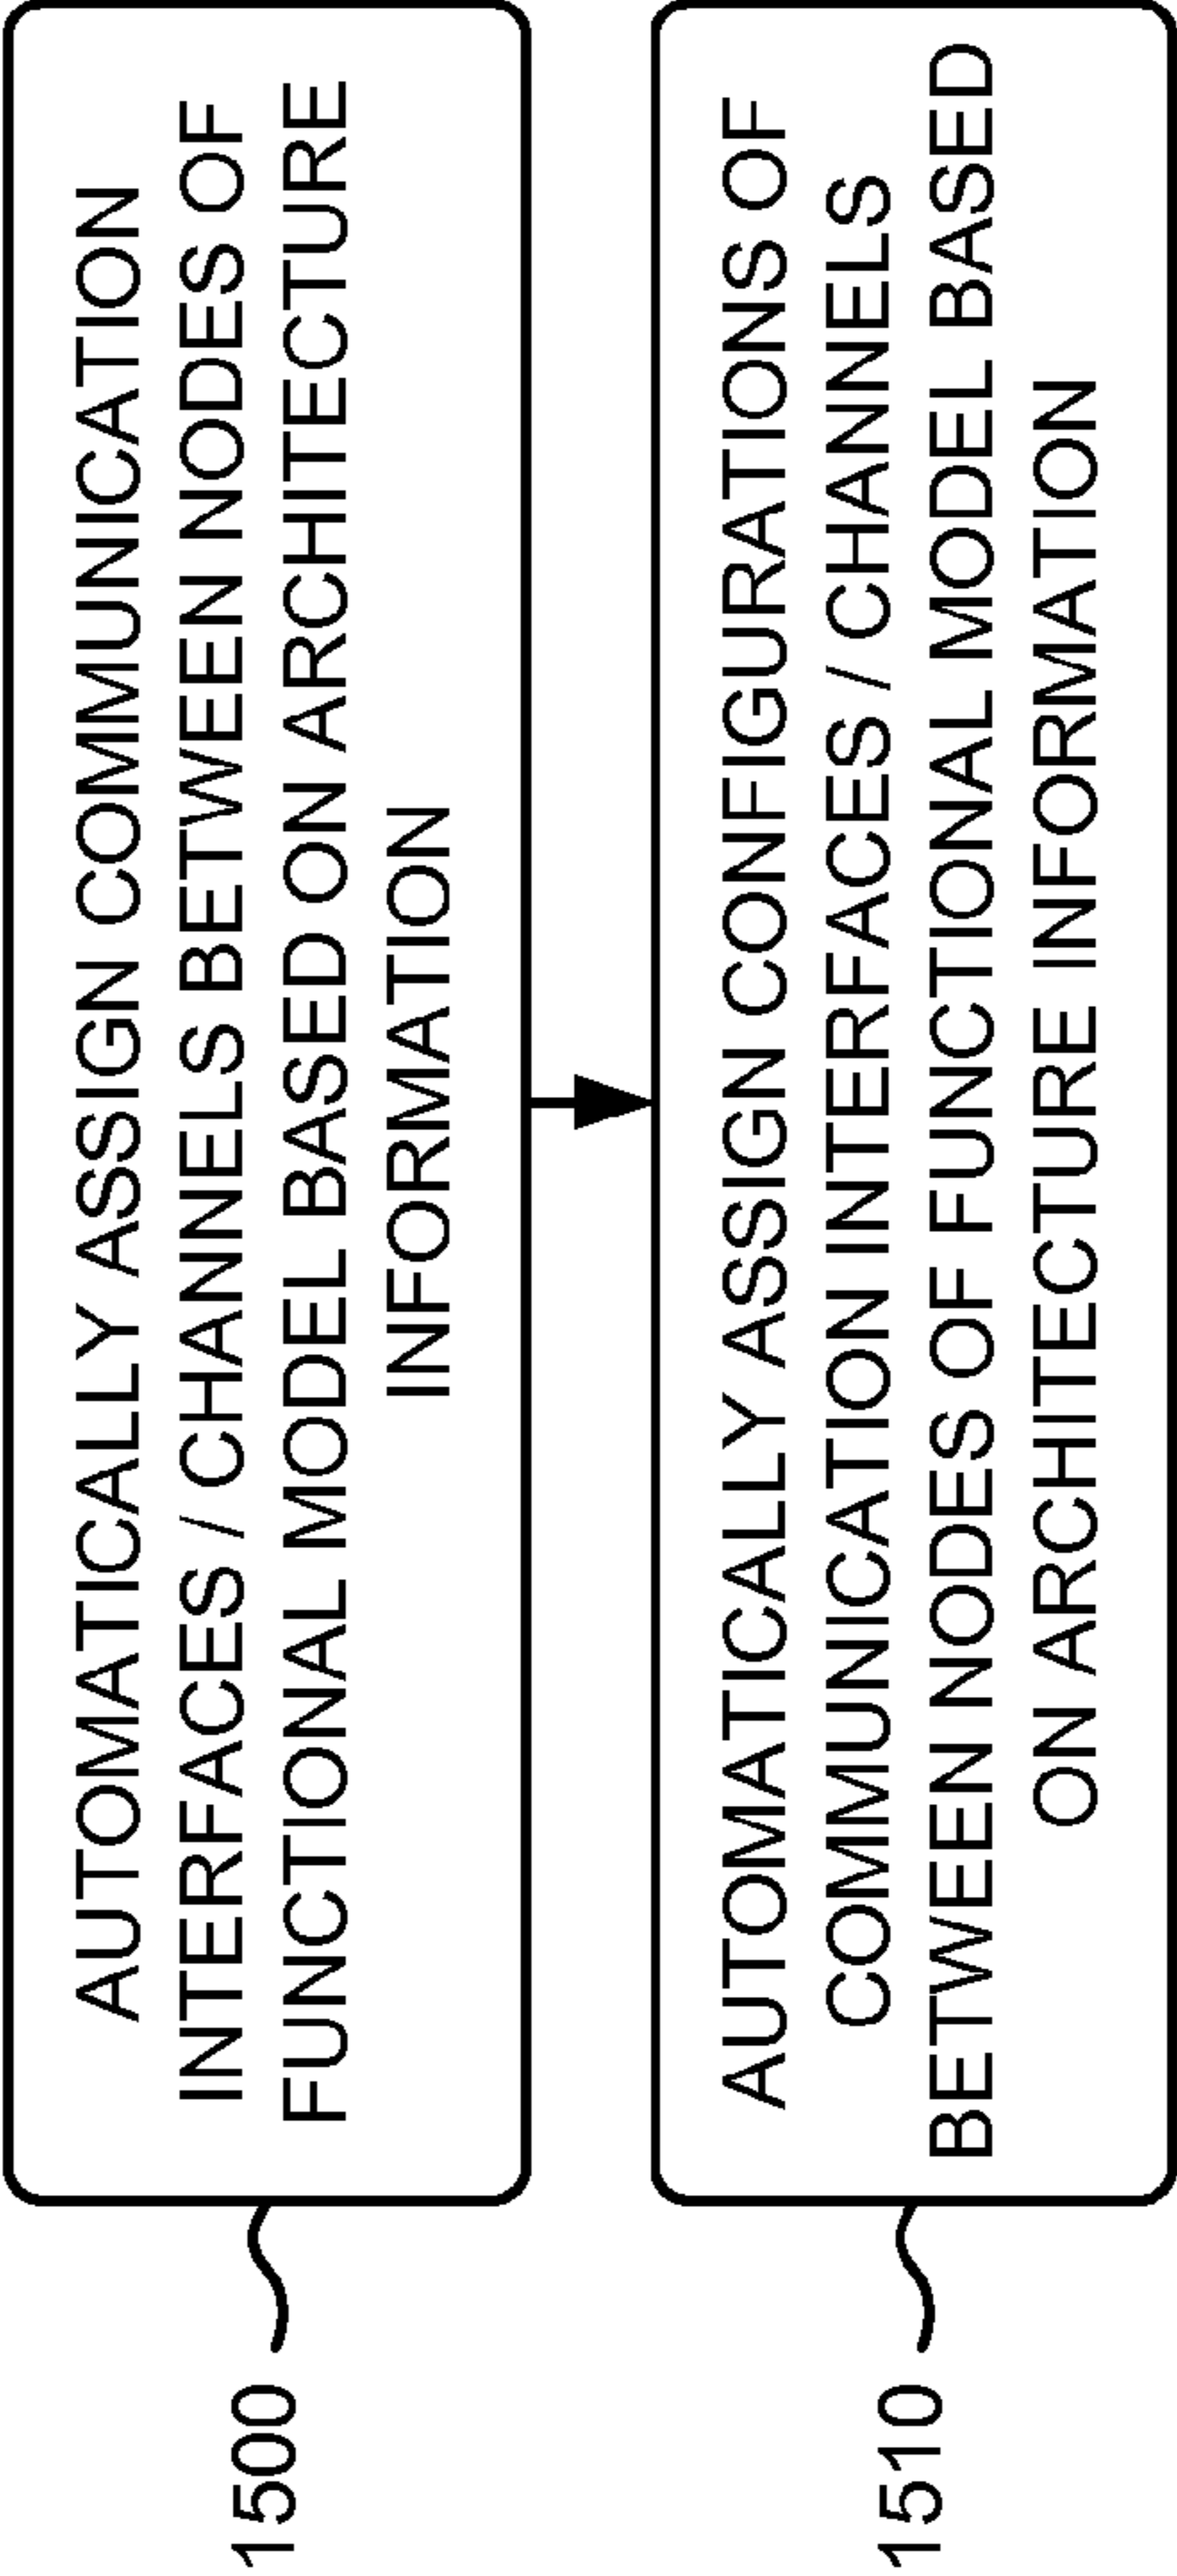 1500
AUTOMATICALLY ASSIGN COMMUNICATION
INTERFACES / CHANNELS BETWEEN NODES OF
FUNCTIONAL MODEL BASED ON ARCHITECTURE
INFORMATION
1510
AUTOMATICALLY ASSIGN CONFIGURATIONS OF
COMMUNICATION INTERFACES / CHANNELS
BETWEEN NODES OF FUNCTIONAL MODEL BASED
ON ARCHITECTURE INFORMATION